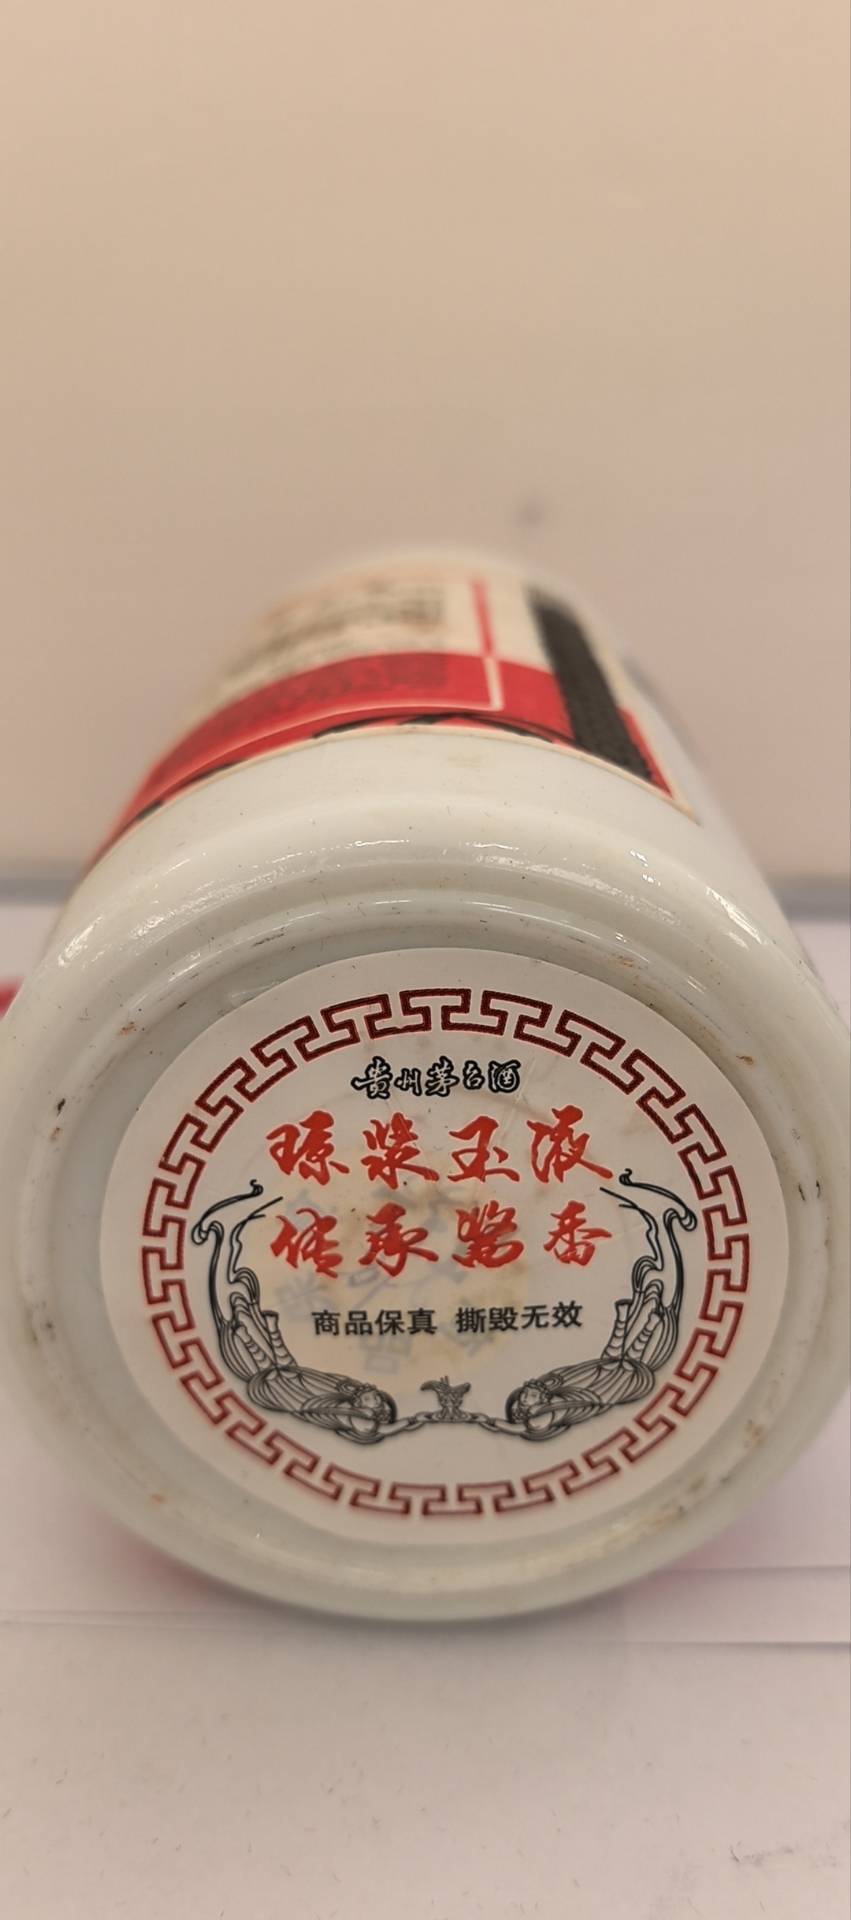 贵州茅台酒
琼浆玉液
传承酱香
商品保真 撕毁无效